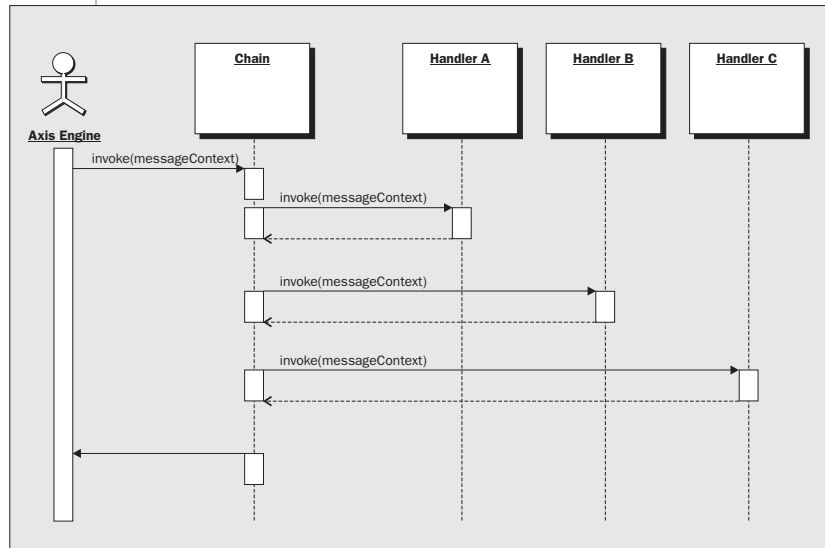 Chain
Handler A
Handler B
Handler C
Axis Engine
invoke(messageContext)
invoke(messageContext)
invoke(messageContext)
invoke(messageContext)